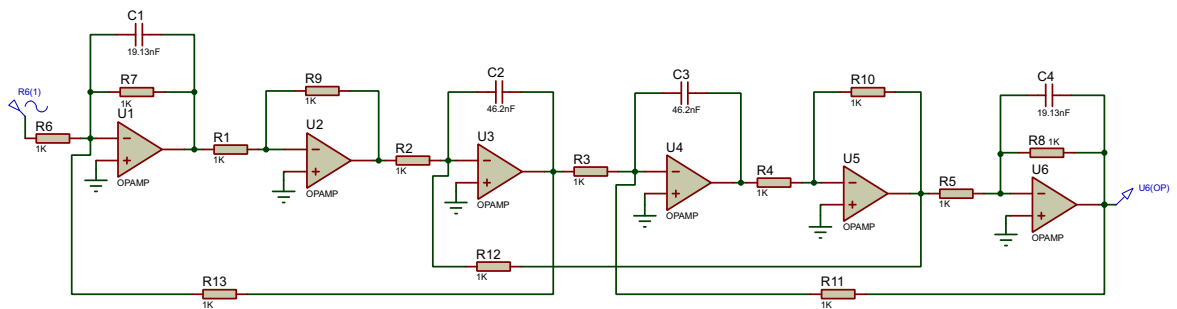 C1
19.13nF
R6(1)
R7
1K
U1
R6
1K
OPAMP
R1
1K
R9
1K
U2
OPAMP
R2
1K
C2
46.2nF
U3
OPAMP
R3
1K
C3
46.2nF
U4
OPAMP
R4
1K
R10
1K
U5
OPAMP
R5
1K
C4
19.13nF
R8 1K
U6
OPAMP
U6(OP)
R12
1K
R13
1K
R11
1K